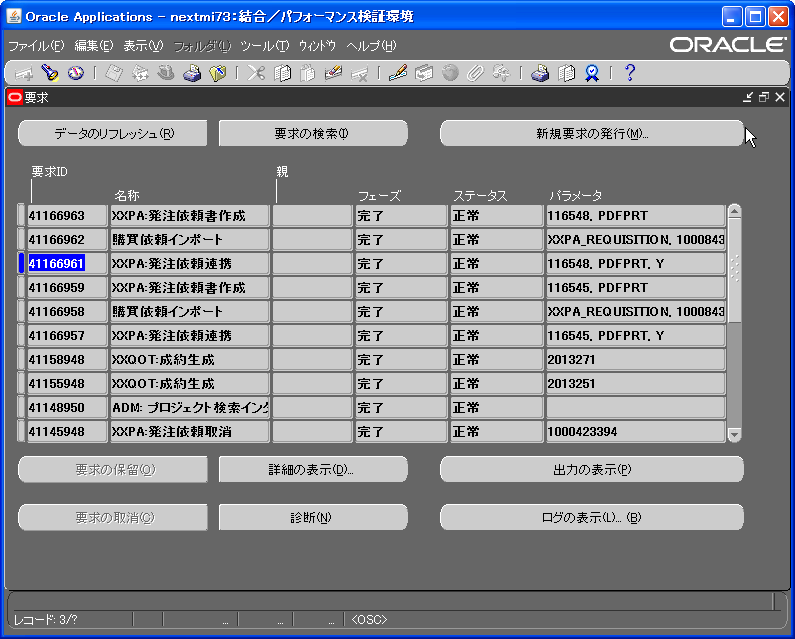 Oracle Applications - nextmi73:結合/パフォーマンス検証環境
ファイル(F) 編集(E) 表示(V) フォルダ(L) ツール(T) ウィンドウ ヘルプ(H)
ORACLE
要求
データのリフレッシュ(R) 要求の検索(I) 新規要求の発行(M)...
要求ID 親
名称 フェーズ ステータス パラメータ
41166963 XXPA:発注依頼書作成 完了 正常 116548, PDFPRT
41166962 購買依頼インポート 完了 正常 XXPA_REQUISITION, 1000843
41166961 XXPA:発注依頼連携 完了 正常 116548, PDFPRT, Y
41166959 XXPA:発注依頼書作成 完了 正常 116545, PDFPRT
41166958 購買依頼インポート 完了 正常 XXPA_REQUISITION, 1000843
41166957 XXPA:発注依頼連携 完了 正常 116545, PDFPRT, Y
41158948 XXQOT:成約生成 完了 正常 2013271
41155948 XXQOT:成約生成 完了 正常 2013251
41148950 ADM: プロジェクト検索イン 完了 正常
41145948 XXPA:発注依頼取消 完了 正常 1000423394
要求の保留(O) 詳細の表示(D)... 出力の表示(P)
要求の取消(C) 診断(N) ログの表示(L)... (B)
レコード: 3/? ... ... ... <OSC>